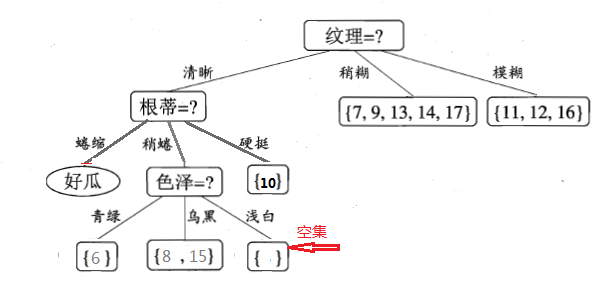 纹理=?
清晰
稍糊
模糊
根蒂=?
{7, 9, 13, 14, 17}
{11, 12, 16}
蜷缩
稍蜷
硬挺
好瓜
色泽=?
{10}
青绿
乌黑
浅白
空集
{6}
{8 ,15}
{ }